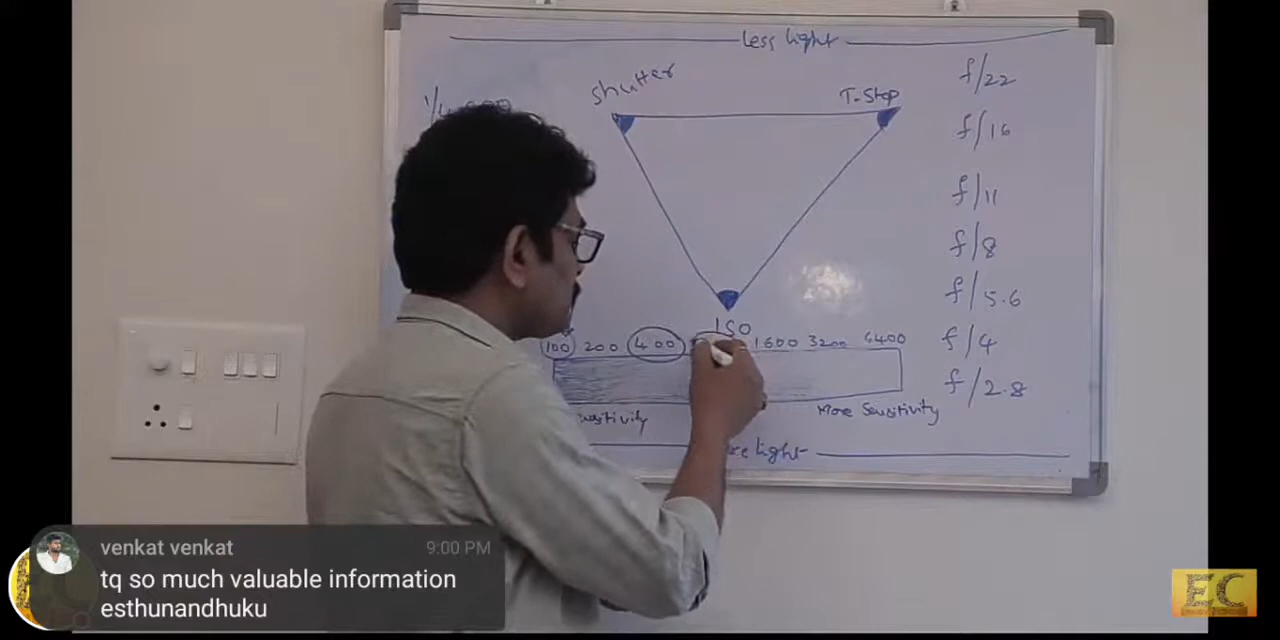 Less light
Shutter
T-Stop
f/22
f/16
f/11
f/8
f/5.6
f/4
f/2.8
ISO
100 200 400 1600 3200 6400
More Sensitivity
light
venkat venkat 9:00 PM
tq so much valuable information
esthunandhuku
EC